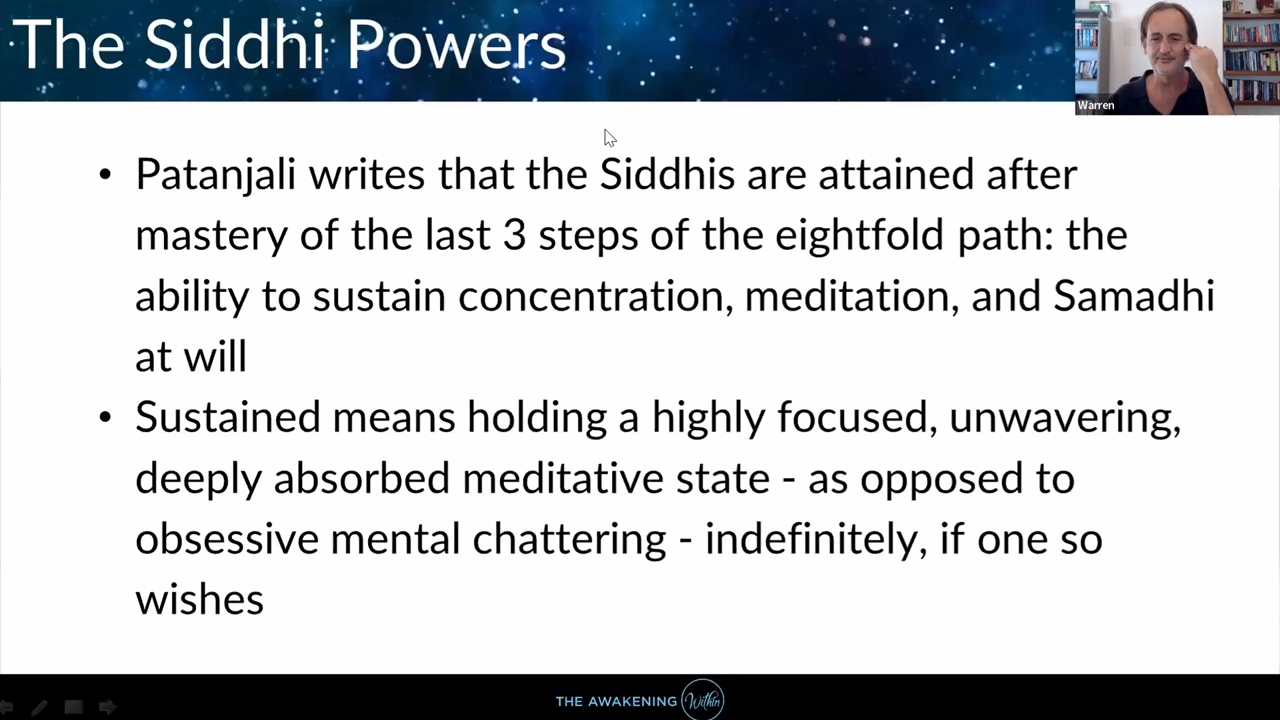 The Siddhi Powers
Warren
• Patanjali writes that the Siddhis are attained after
mastery of the last 3 steps of the eightfold path: the
ability to sustain concentration, meditation, and Samadhi
at will
• Sustained means holding a highly focused, unwavering,
deeply absorbed meditative state - as opposed to
obsessive mental chattering - indefinitely, if one so
wishes
THE AWAKENING Within